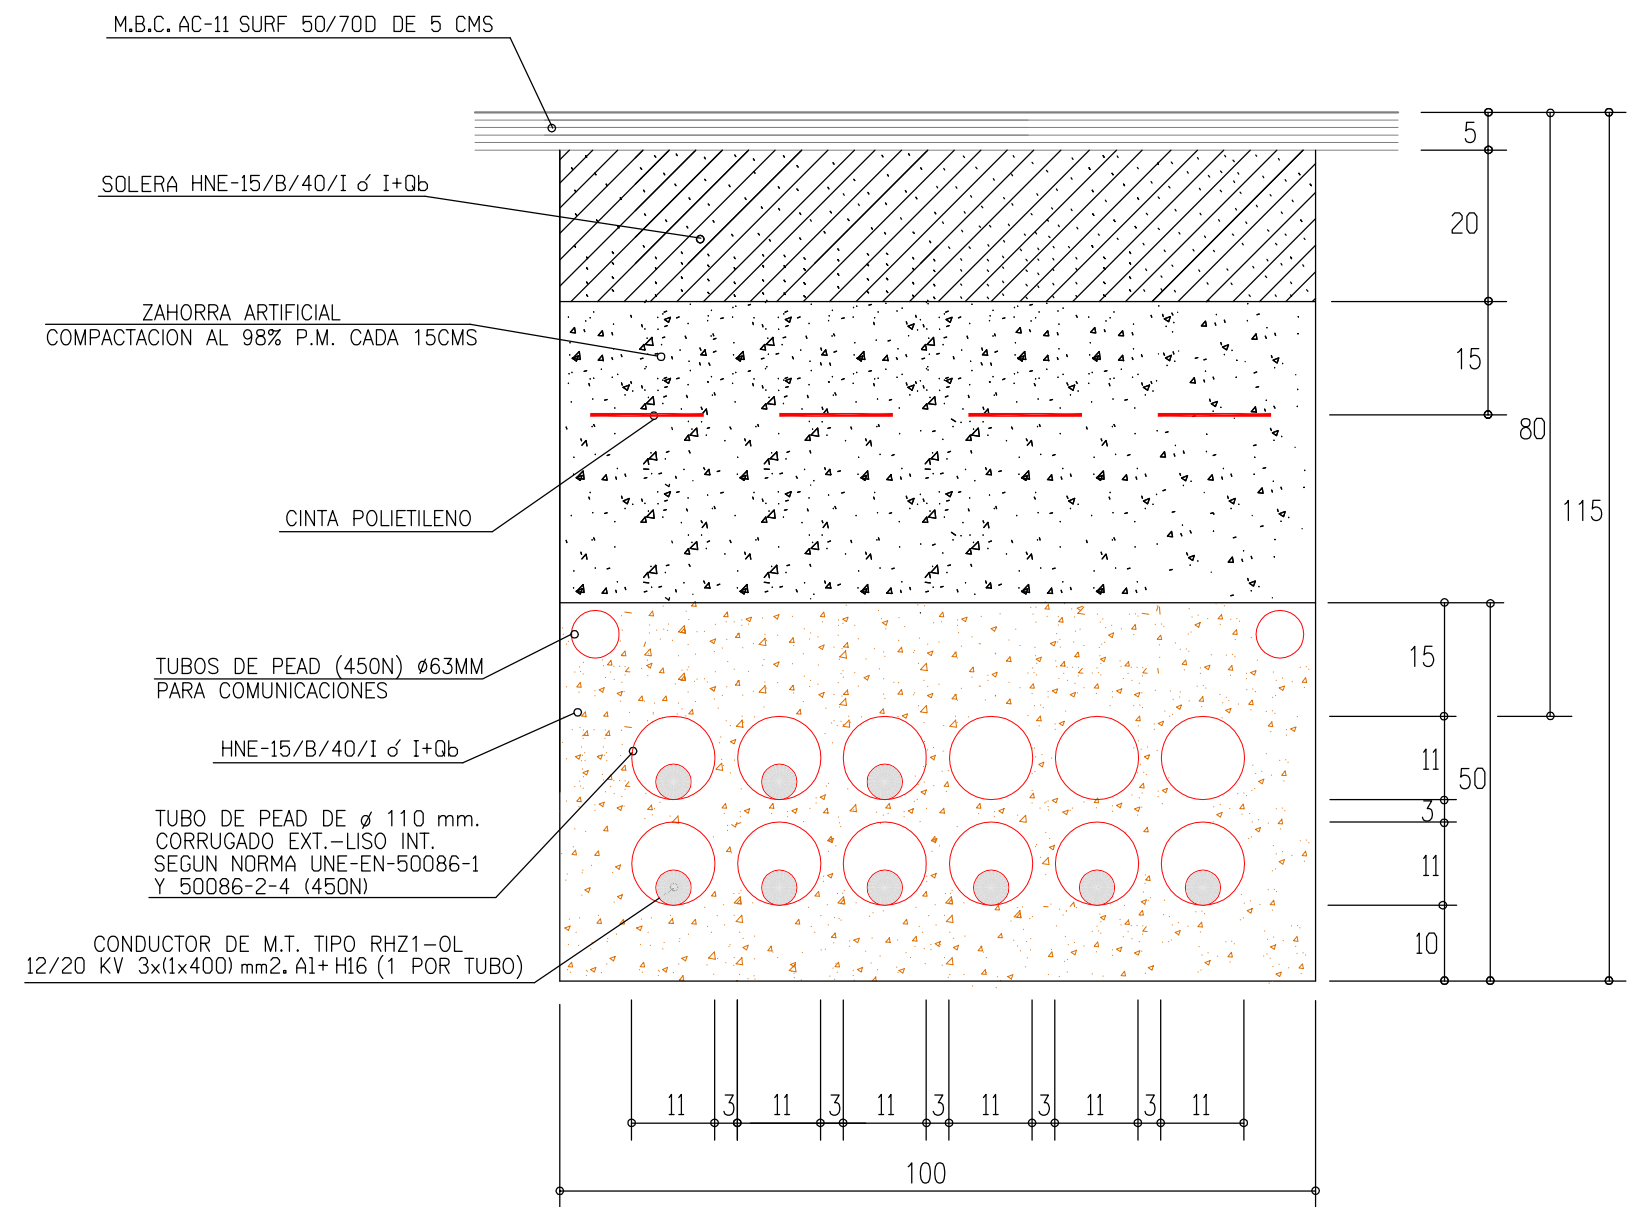 M.B.C. AC-11 SURF 50/70D DE 5 CMS
SOLERA HNE-15/B/40/I ó I+Qb
ZAHORRA ARTIFICIAL
COMPACTACION AL 98% P.M. CADA 15CMS
CINTA POLIETILENO
TUBOS DE PEAD (450N) Ø63MM
PARA COMUNICACIONES
HNE-15/B/40/I ó I+Qb
TUBO DE PEAD DE ø 110 mm.
CORRUGADO EXT.-LISO INT.
SEGUN NORMA UNE-EN-50086-1
Y 50086-2-4 (450N)
CONDUCTOR DE M.T. TIPO RHZ1-OL
12/20 KV 3x(1x400) mm2. Al+H16 (1 POR TUBO)
5
20
15
80
115
15
11
3
11
10
50
11 3 11 3 11 3 11 3 11 3 11
100